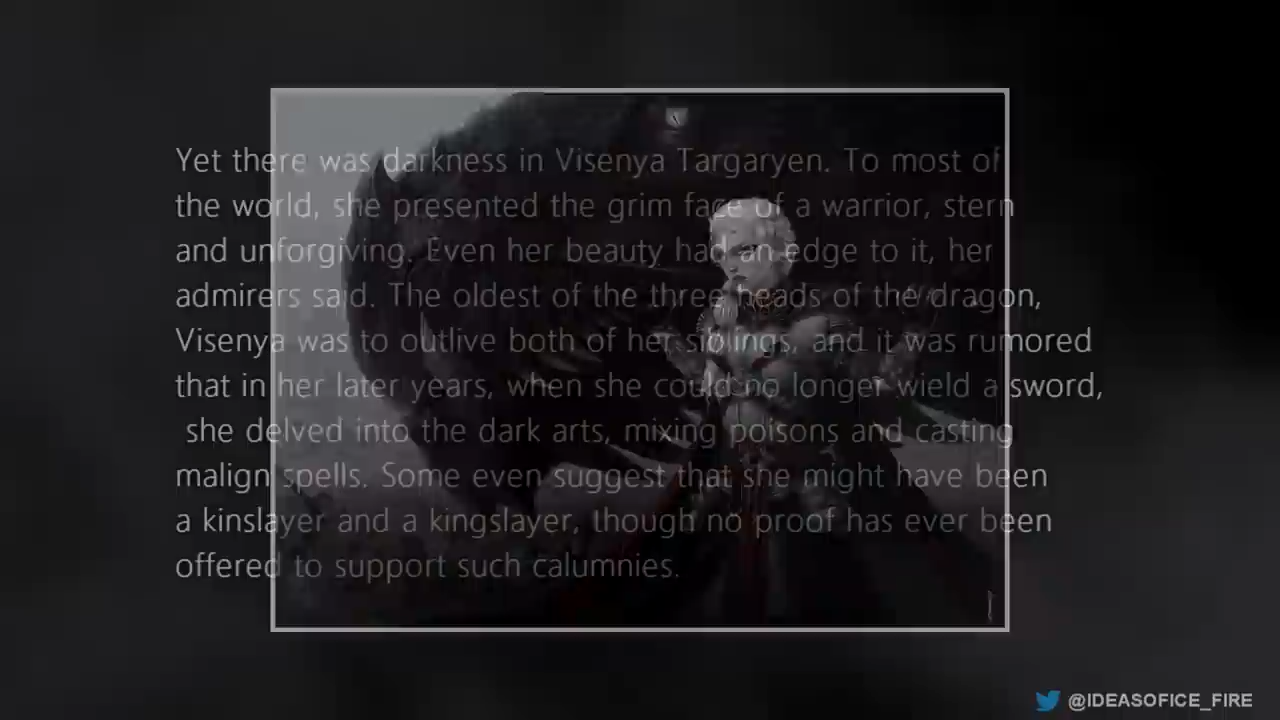 Yet there was darkness in Visenya Targaryen. To most of
the world, she presented the grim face of a warrior, stern
and unforgiving. Even her beauty had an edge to it, her
admirers said. The oldest of the three heads of the dragon,
Visenya was to outlive both of her siblings, and it was rumored
that in her later years, when she could no longer wield a sword,
she delved into the dark arts, mixing poisons and casting
malign spells. Some even suggest that she might have been
a kinslayer and a kingslayer, though no proof has ever been
offered to support such calumnies.
@IDEASOFICE_FIRE